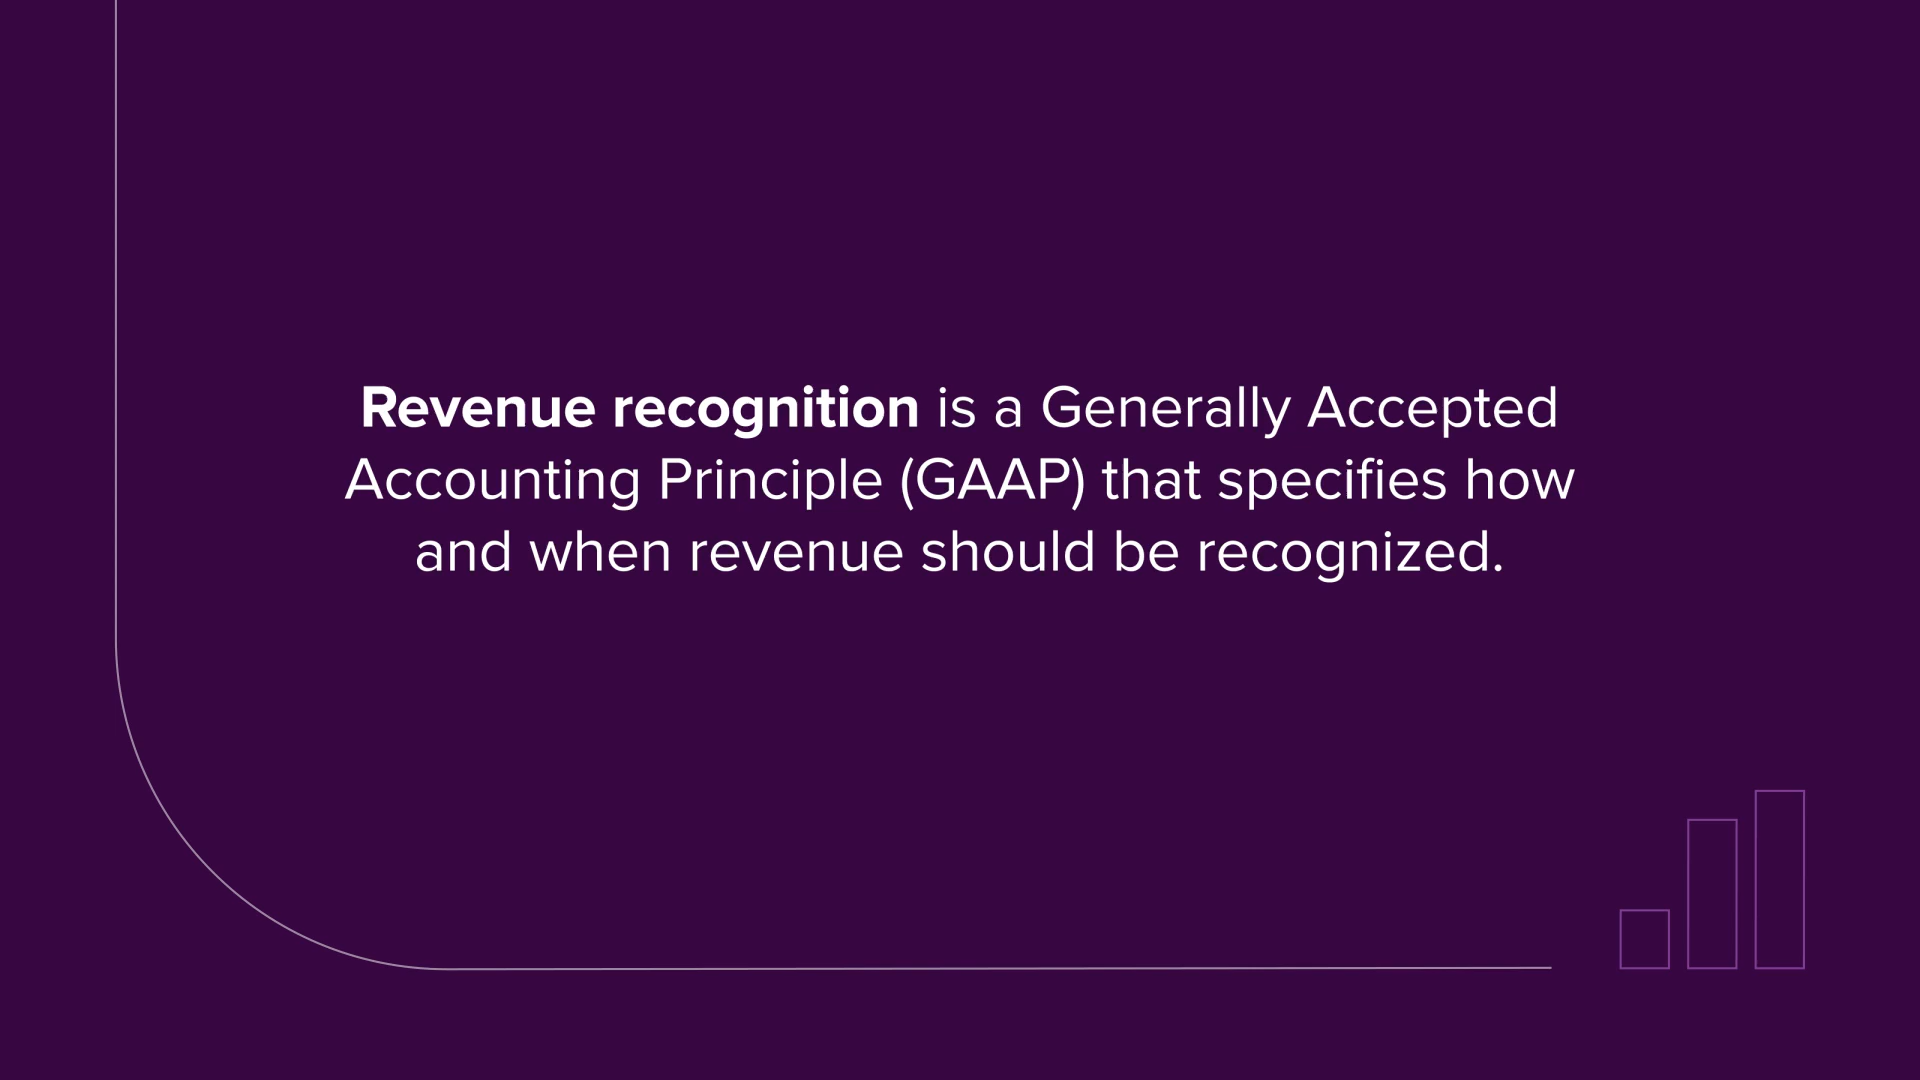 Revenue recognition is a Generally Accepted
Accounting Principle (GAAP) that specifies how
and when revenue should be recognized.